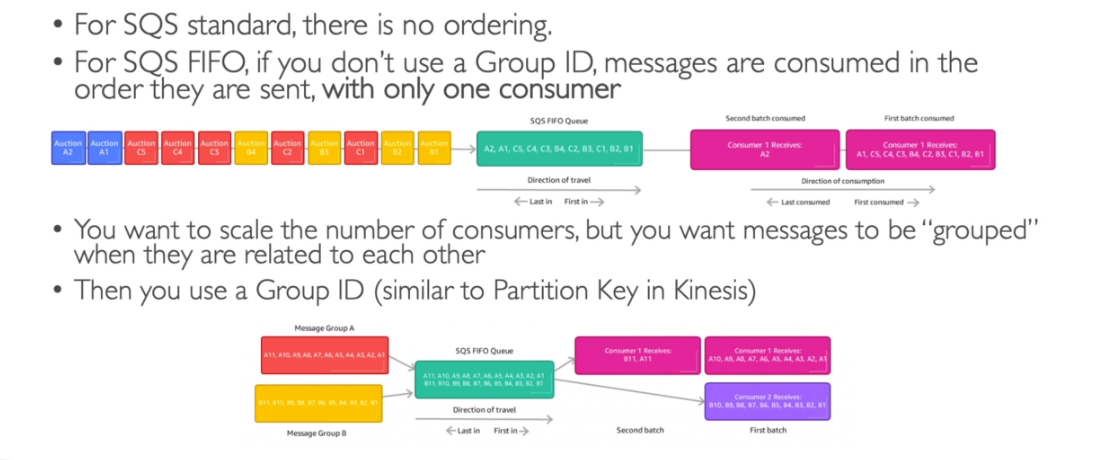 • For SQS standard, there is no ordering.
• For SQS FIFO, if you don't use a Group ID, messages are consumed in the
order they are sent, with only one consumer
SQS FIFO Queue
Second batch consumed
First batch consumed
Auction A2
Auction A1
Auction C5
Auction C4
Auction C3
Auction B4
Auction C2
Auction B3
Auction C1
Auction B2
Auction B1
A2, A1, C5, C4, C3, B4, C2, B3, C1, B2, B1
Consumer 1 Receives:
A2
Consumer 1 Receives:
A1, C5, C4, C3, B4, C2, B3, C1, B2, B1
Direction of travel
Last in First in
Direction of consumption
Last consumed First consumed
• You want to scale the number of consumers, but you want messages to be “grouped”
when they are related to each other
• Then you use a Group ID (similar to Partition Key in Kinesis)
Message Group A
A11, A10, A9, A8, A7, A6, A5, A4, A3, A2, A1
B11, B10, B9, B8, B7, B6, B5, B4, B3, B2, B1
Message Group B
SQS FIFO Queue
A11, A10, A9, A8, A7, A6, A5, A4, A3, A2, A1
B11, B10, B9, B8, B7, B6, B5, B4, B3, B2, B1
Direction of travel
Last in First in
Consumer 1 Receives:
B11, A11
Consumer 1 Receives:
A10, A9, A8, A7, A6, A5, A4, A3, A2, A1
Consumer 2 Receives:
B10, B9, B8, B7, B6, B5, B4, B3, B2, B1
Second batch
First batch